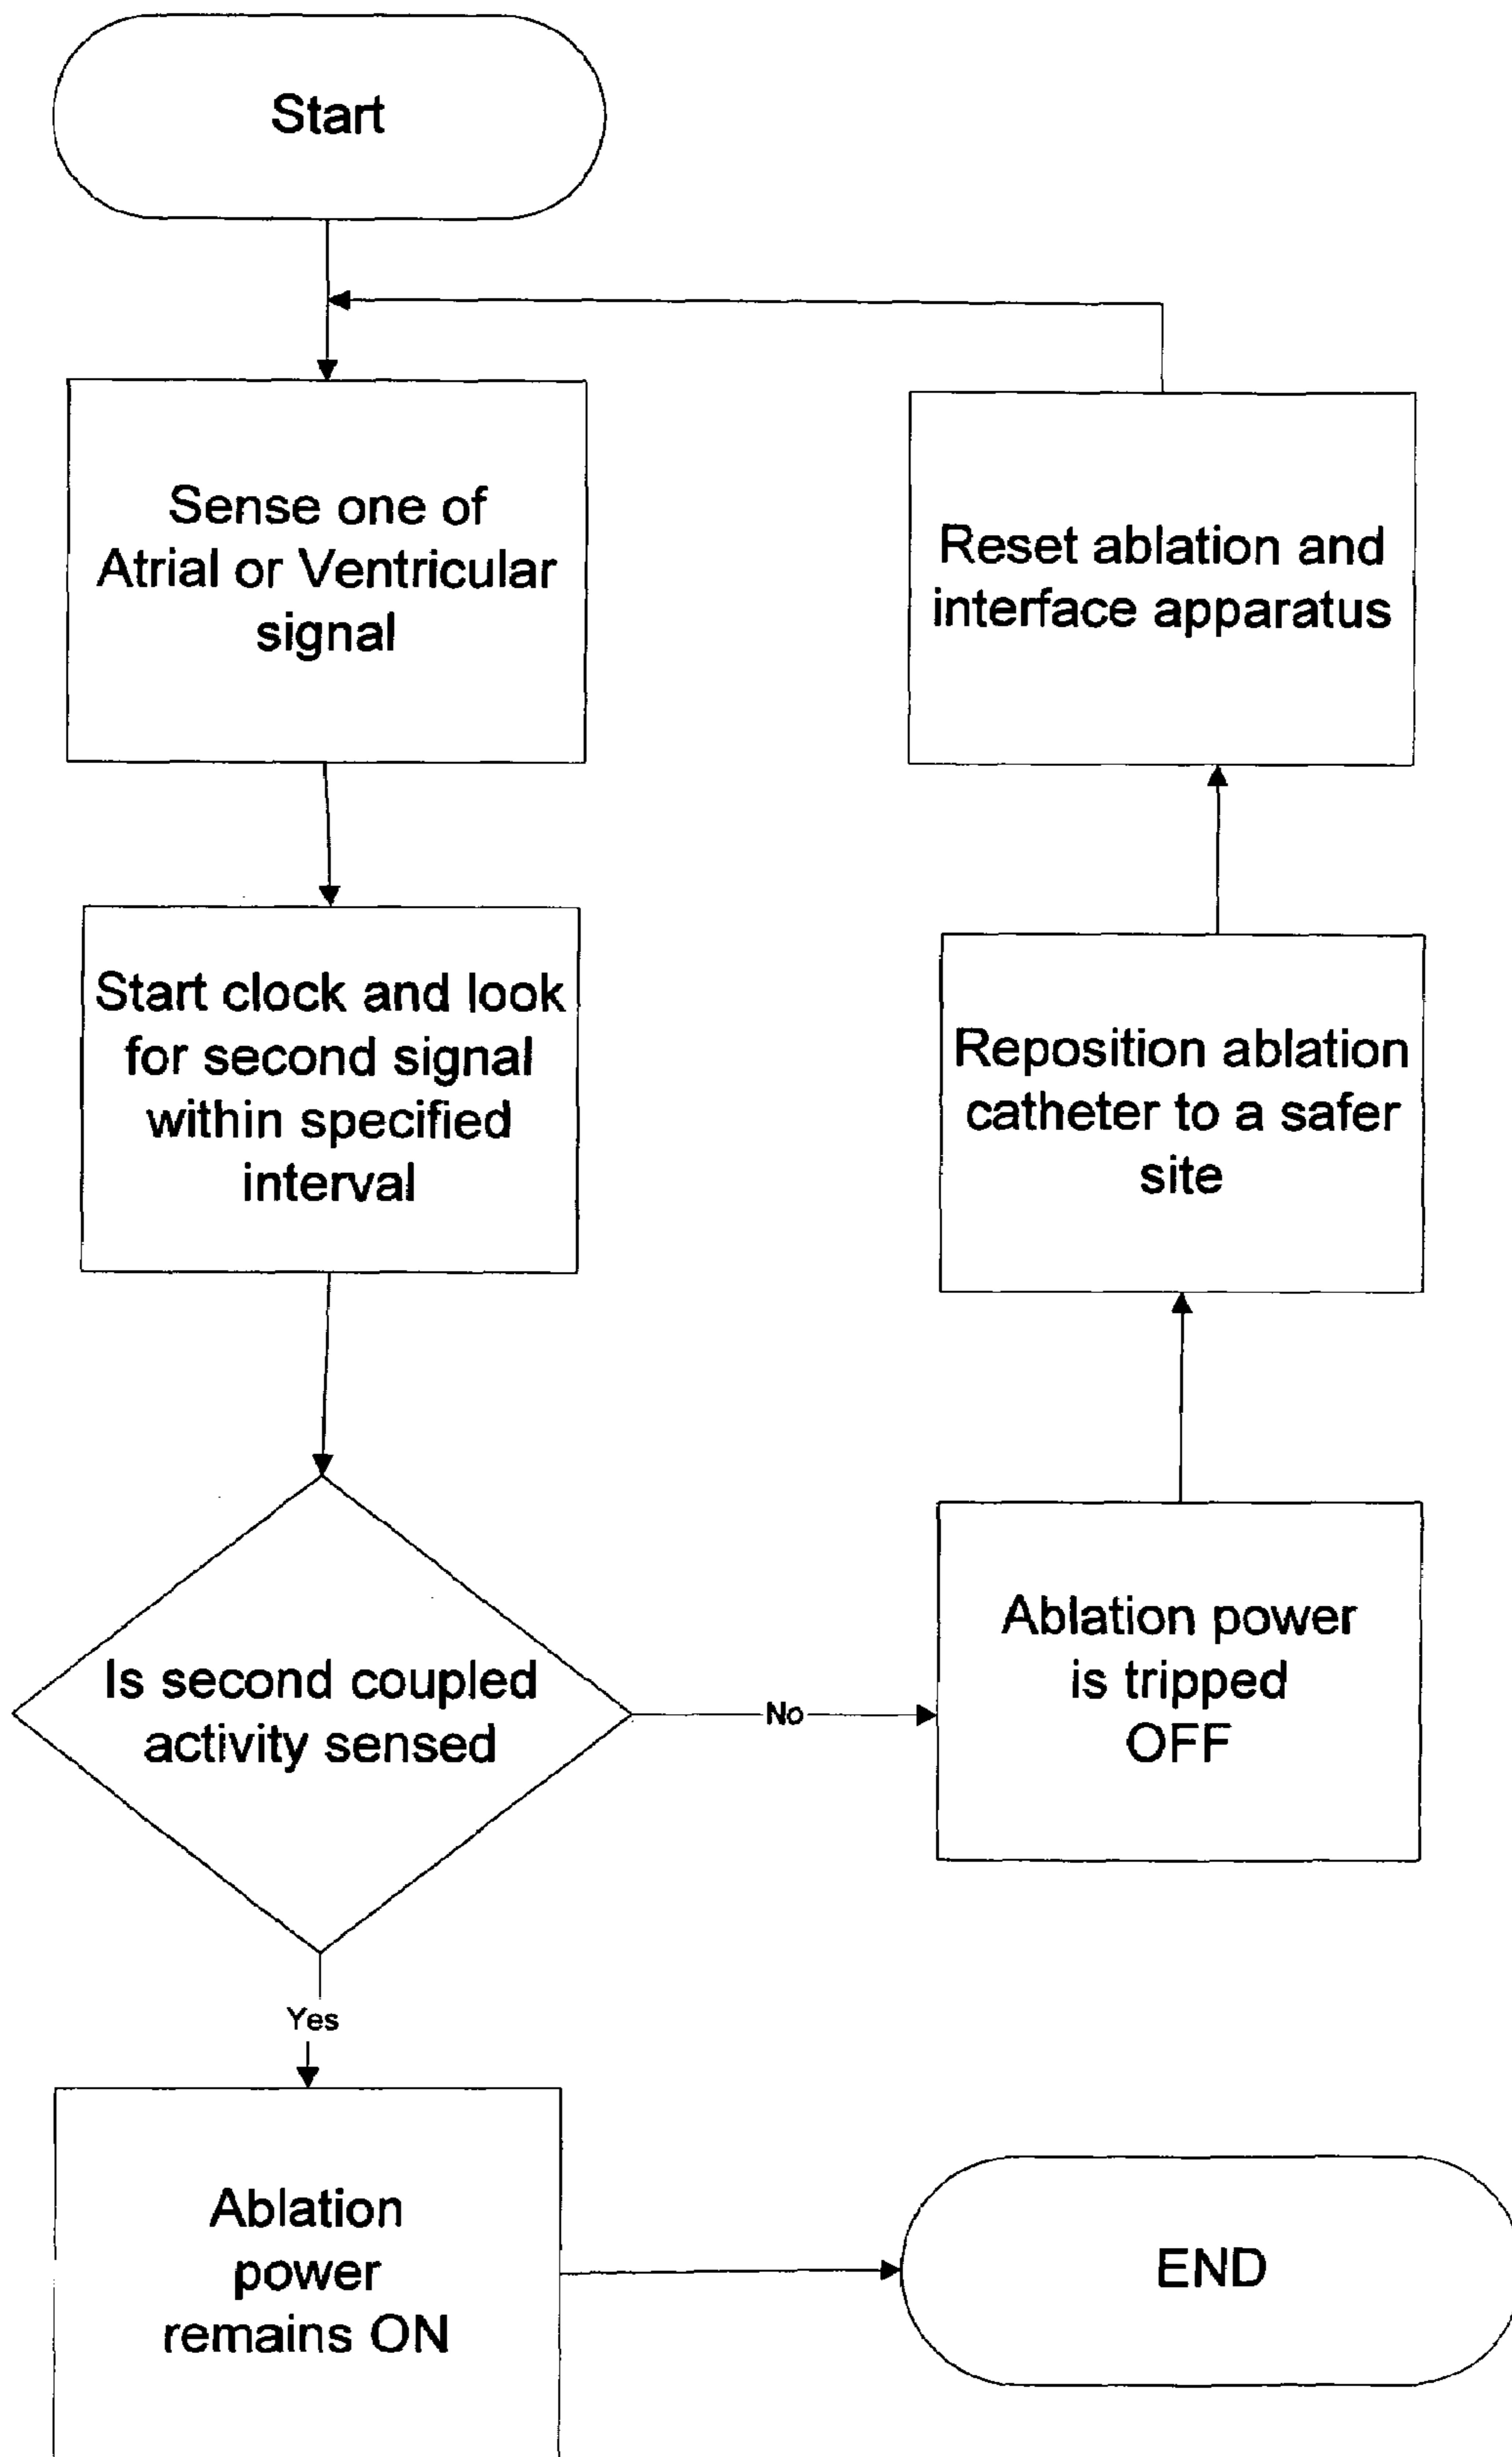 Start
Sense one of
Atrial or Ventricular
signal
Start clock and look
for second signal
within specified
interval
Is second coupled
activity sensed
No
Ablation power
is tripped
OFF
Reposition ablation
catheter to a safer
site
Reset ablation and
interface apparatus
Yes
Ablation
power
remains ON
END